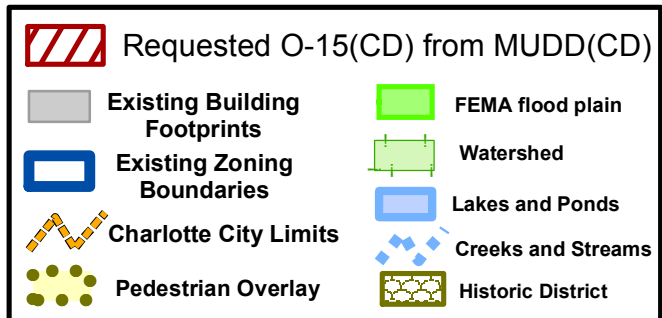 Requested O-15(CD) from MUDD(CD)
Existing Building
Footprints
Existing Zoning
Boundaries
Charlotte City Limits
Pedestrian Overlay
FEMA flood plain
Watershed
Lakes and Ponds
Creeks and Streams
Historic District